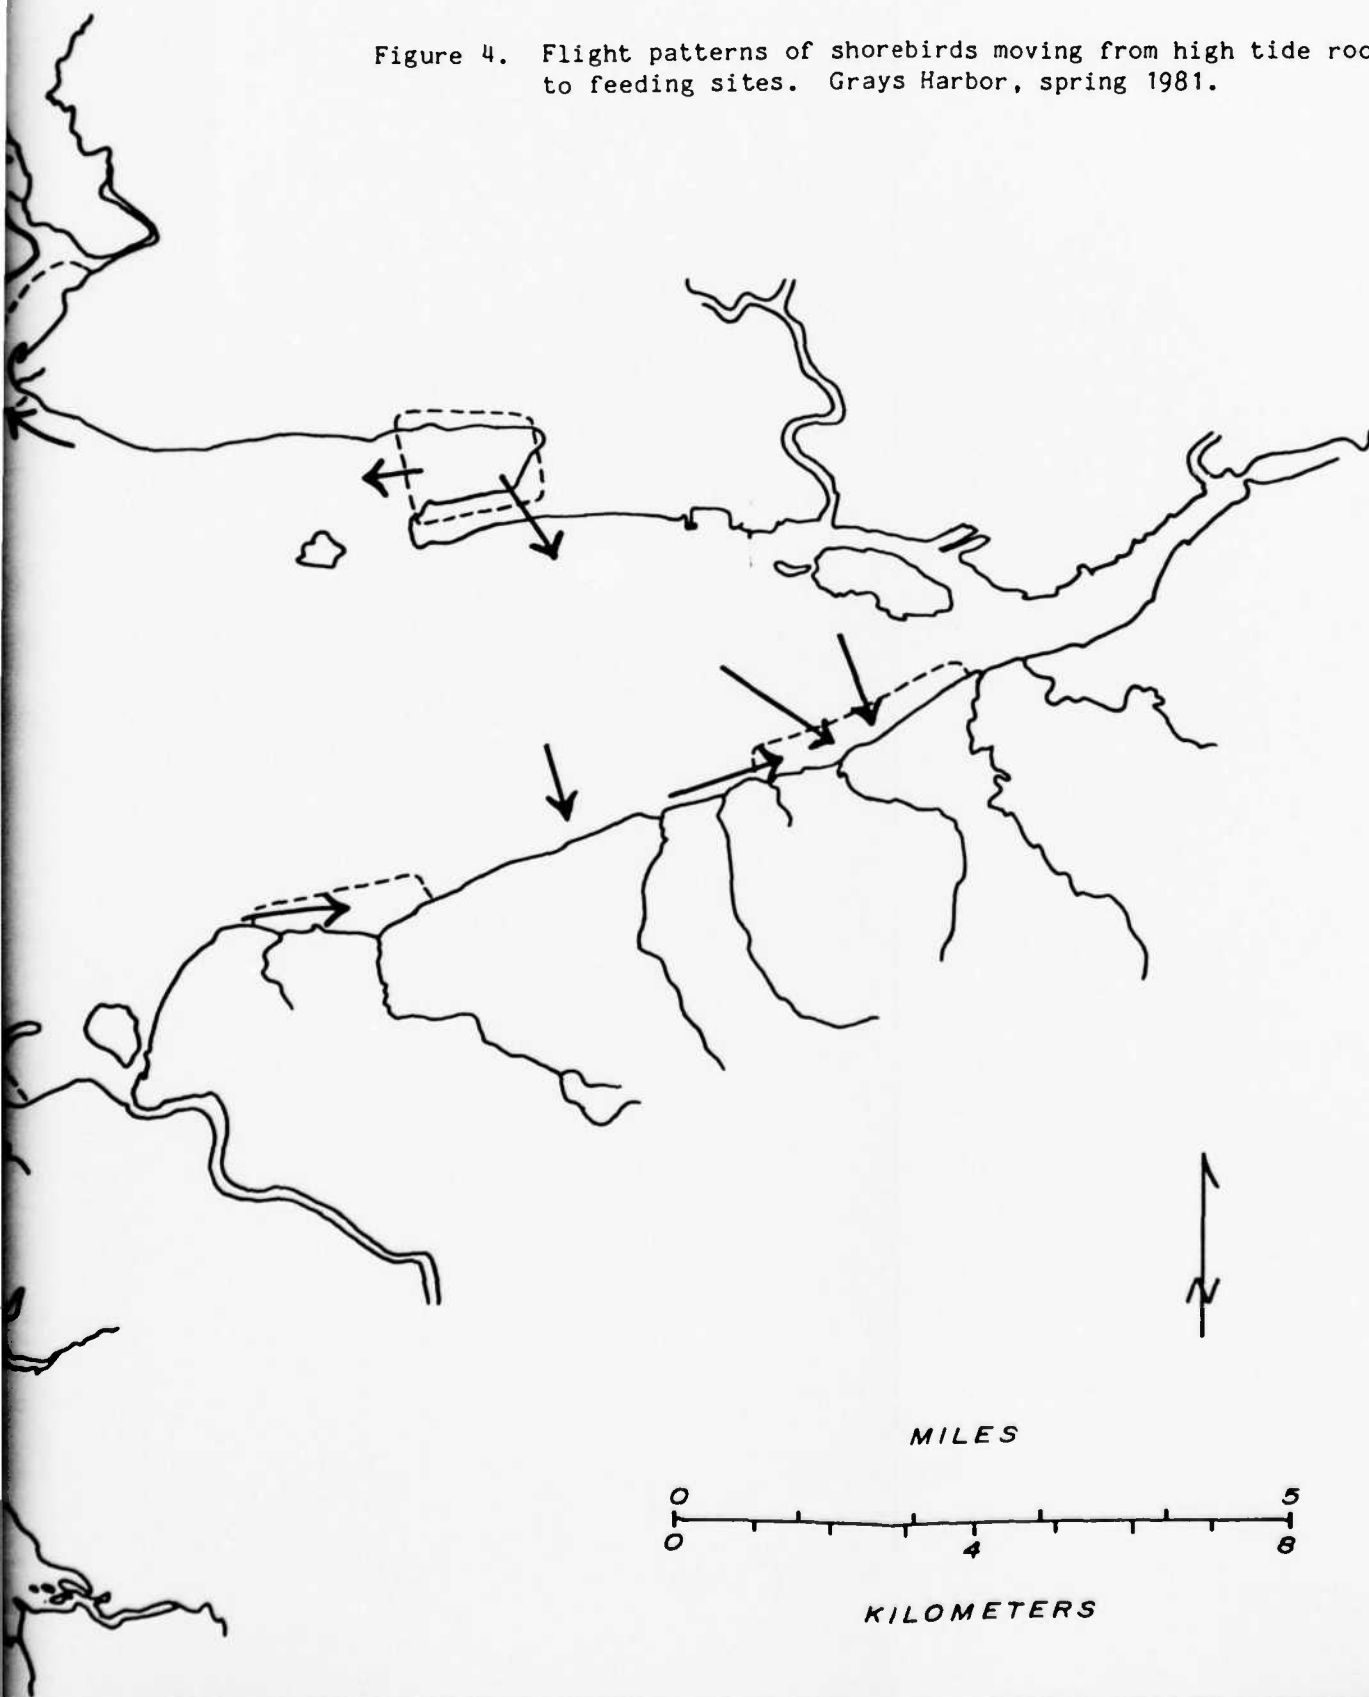 Figure 4. Flight patterns of shorebirds moving from high tide
to feeding sites. Grays Harbor, spring 1981.
N
MILES
0 5
0 4 8
KILOMETERS